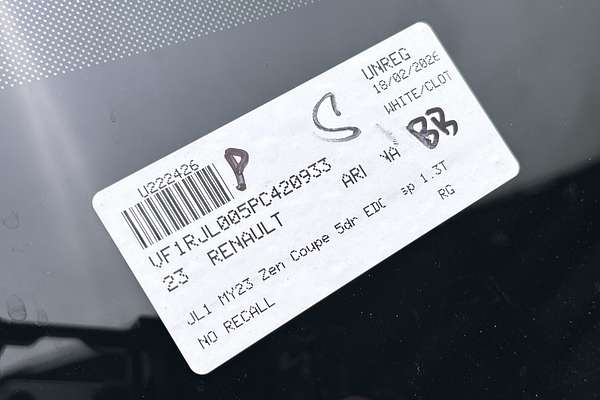 UNREG
18/02/2026
WHITE/CLOT
U222426
P
S
BB
VF1RJL005PC420933
23 RENAULT ARI
JL1 MY23 Zen Coupe 5dr EDC sp 1.3T
NO RECALL RG